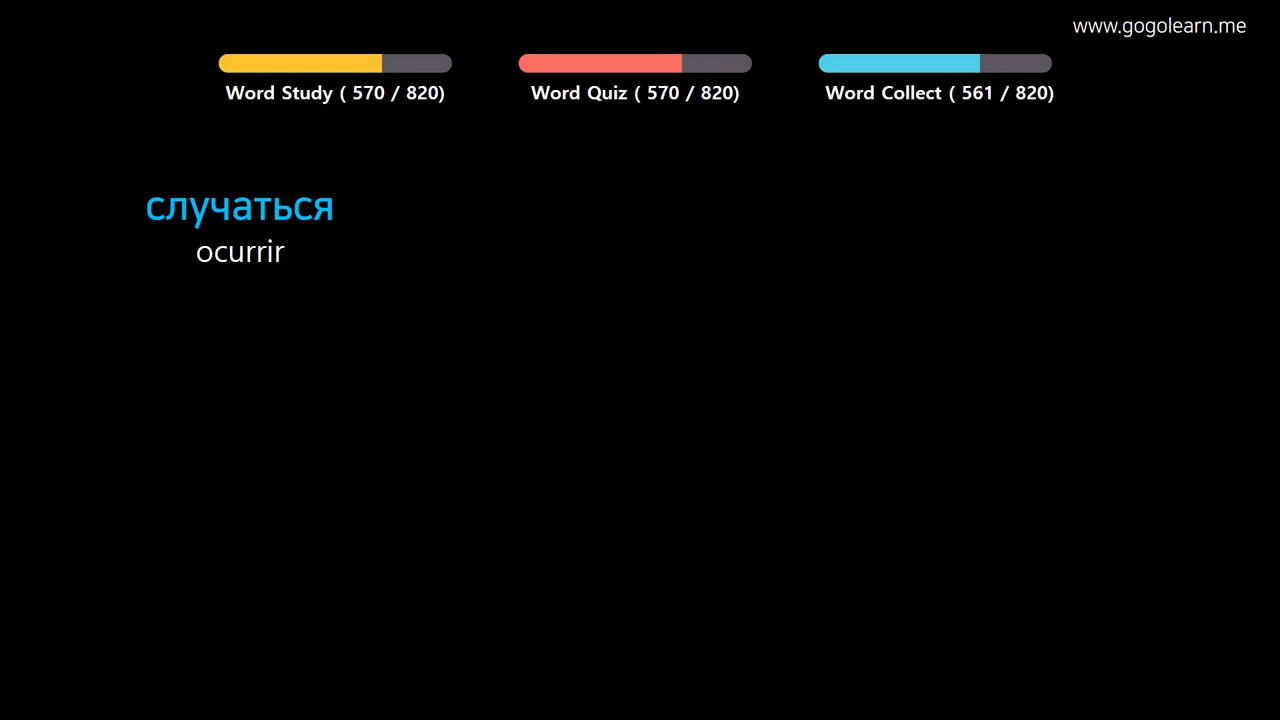 www.gogolearn.me
Word Study ( 570 / 820)
Word Quiz ( 570 / 820)
Word Collect ( 561 / 820)
случаться
ocurrir